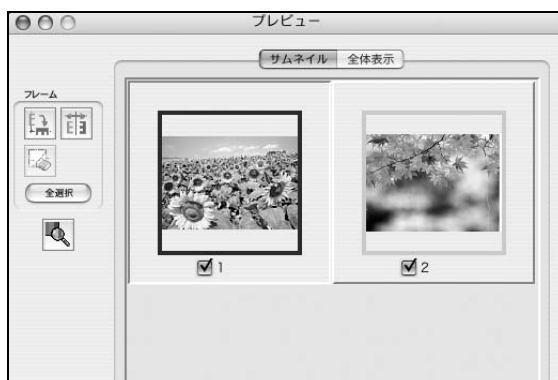 プレビュー
サムネイル 全体表示
フレーム
全選択
1
2